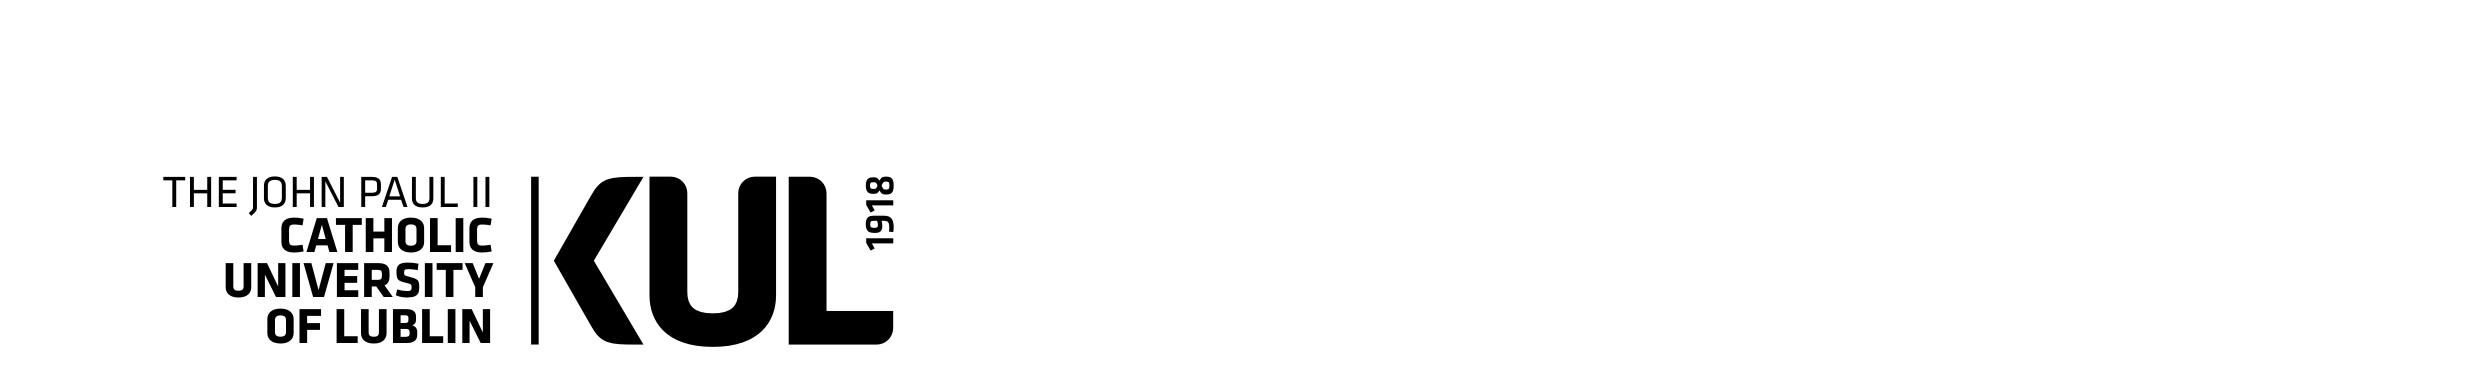 THE JOHN PAUL II
CATHOLIC
UNIVERSITY
OF LUBLIN
KUL
1918